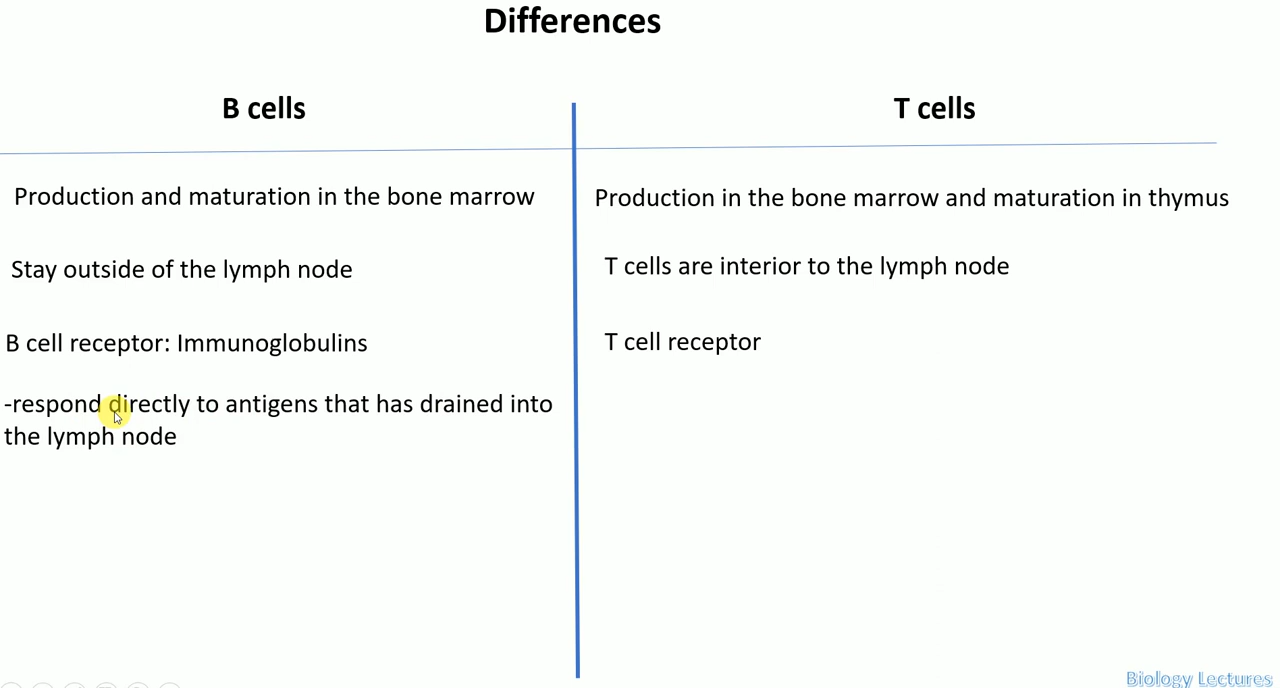 Differences
B cells
T cells
Production and maturation in the bone marrow
Production in the bone marrow and maturation in thymus
Stay outside of the lymph node
T cells are interior to the lymph node
B cell receptor: Immunoglobulins
T cell receptor
-respond directly to antigens that has drained into
the lymph node
Biology Lectures